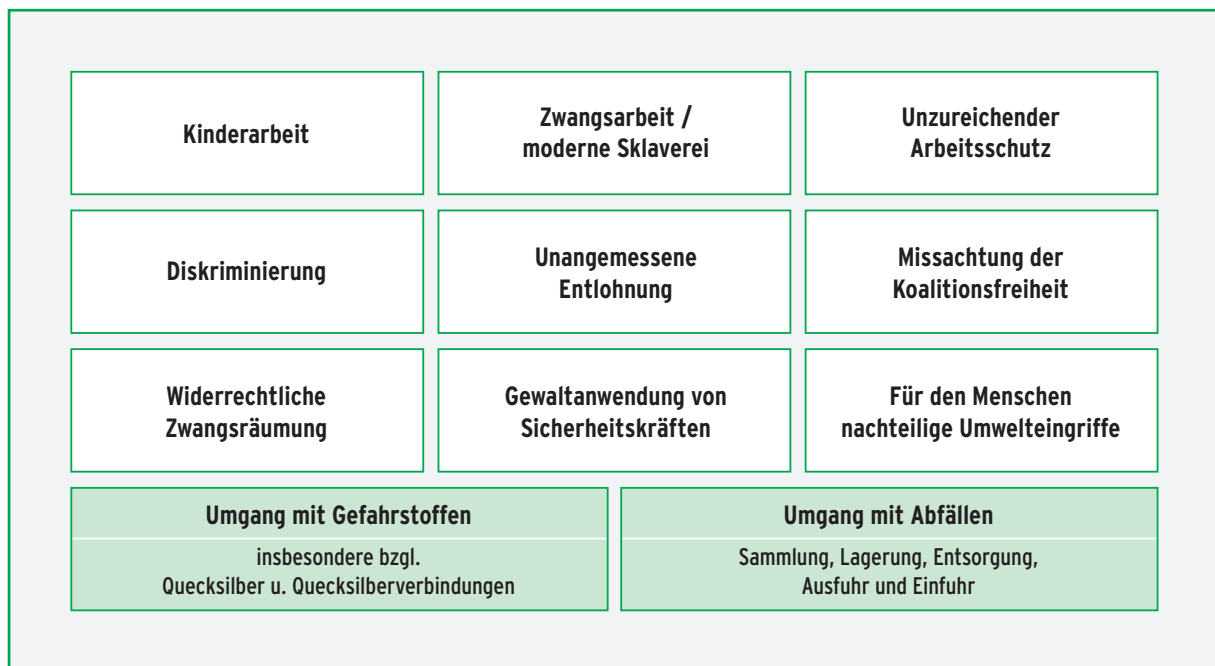 Kinderarbeit
Zwangsarbeit /
moderne Sklaverei
Unzureichender
Arbeitsschutz
Diskriminierung
Unangemessene
Entlohnung
Missachtung der
Koalitionsfreiheit
Widerrechtliche
Zwangsräumung
Gewaltanwendung von
Sicherheitskräften
Für den Menschen
nachteilige Umwelteingriffe
Umgang mit Gefahrstoffen
insbesondere bzgl.
Quecksilber u. Quecksilberverbindungen
Umgang mit Abfällen
Sammlung, Lagerung, Entsorgung,
Ausfuhr und Einfuhr